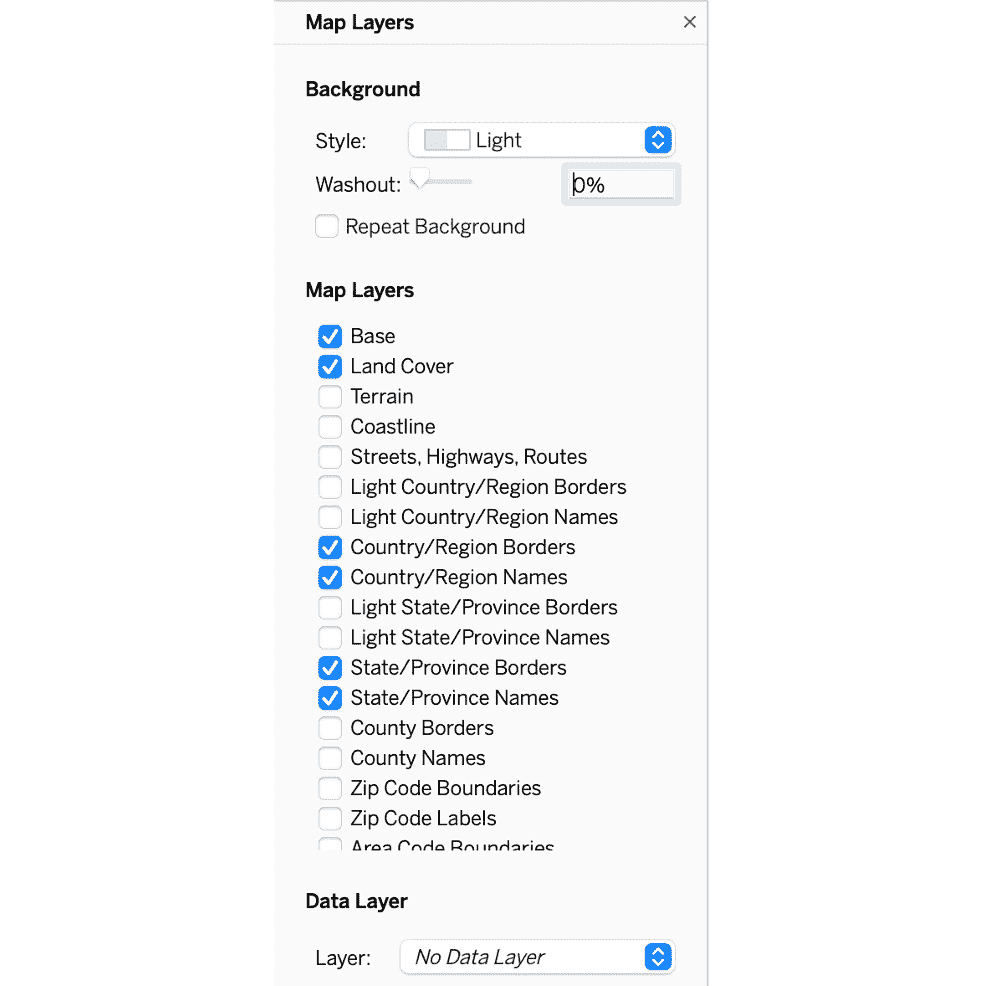 Map Layers
Background
Style: Light
Washout: 0%
Repeat Background
Map Layers
Base
Land Cover
Terrain
Coastline
Streets, Highways, Routes
Light Country/Region Borders
Light Country/Region Names
Country/Region Borders
Country/Region Names
Light State/Province Borders
Light State/Province Names
State/Province Borders
State/Province Names
County Borders
County Names
Zip Code Boundaries
Zip Code Labels
Area Code Boundaries
Data Layer
Layer: No Data Layer